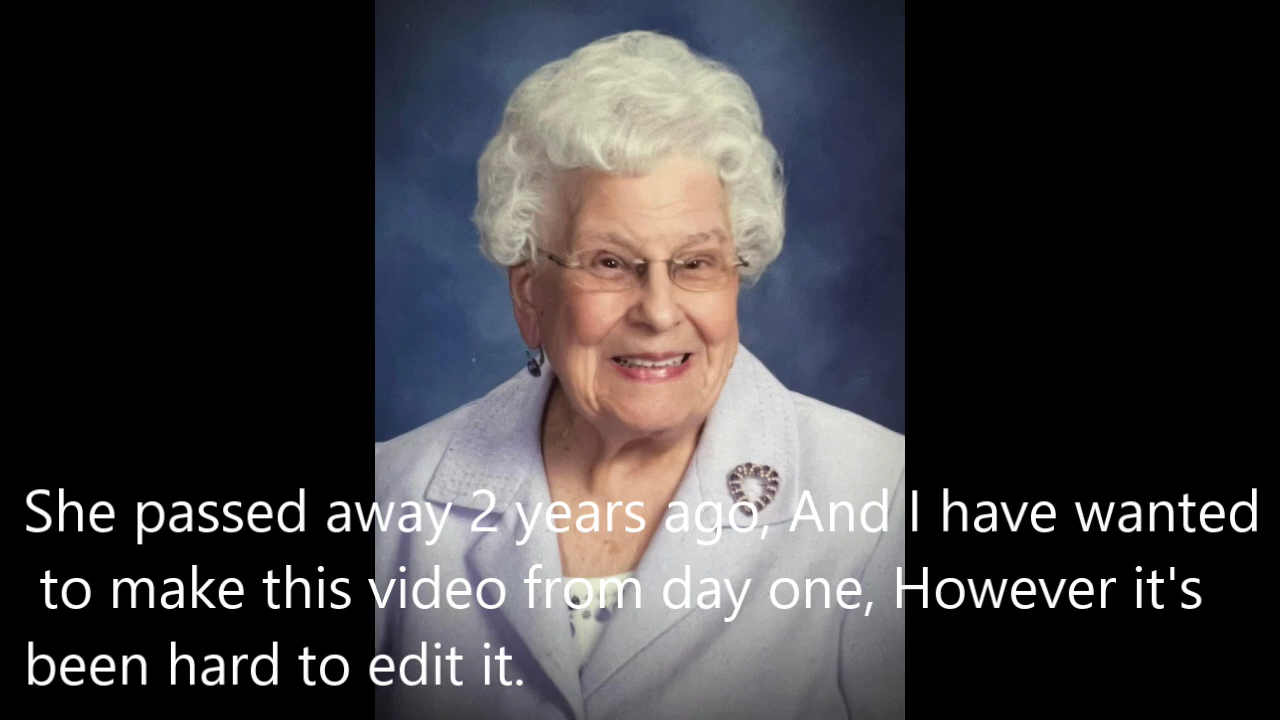 She passed away 2 years ago, And I have wanted
to make this video from day one, However it's
been hard to edit it.